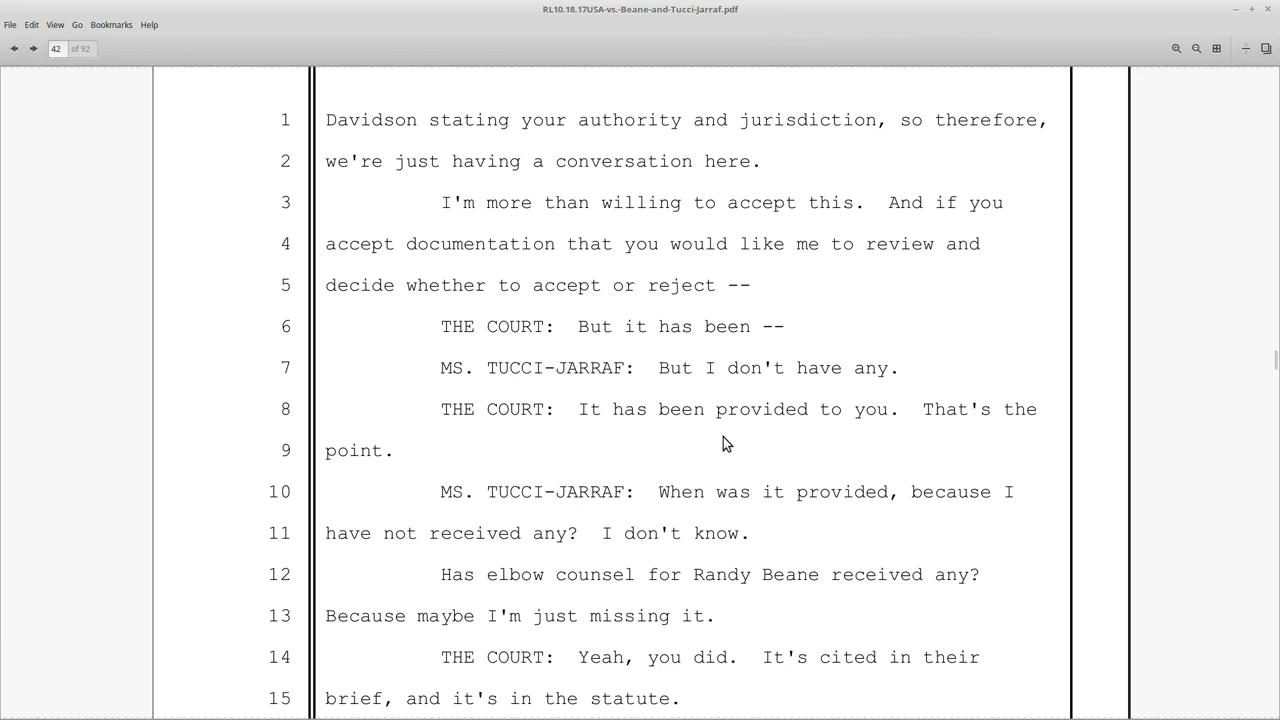 RL10.18.17USA-vs.-Beane-and-Tucci-Jarraf.pdf
File Edit View Go Bookmarks Help
42 of 92
1 Davidson stating your authority and jurisdiction, so therefore,
2 we're just having a conversation here.
3 I'm more than willing to accept this. And if you
4 accept documentation that you would like me to review and
5 decide whether to accept or reject --
6 THE COURT: But it has been --
7 MS. TUCCI-JARRAF: But I don't have any.
8 THE COURT: It has been provided to you. That's the
9 point.
10 MS. TUCCI-JARRAF: When was it provided, because I
11 have not received any? I don't know.
12 Has elbow counsel for Randy Beane received any?
13 Because maybe I'm just missing it.
14 THE COURT: Yeah, you did. It's cited in their
15 brief, and it's in the statute.